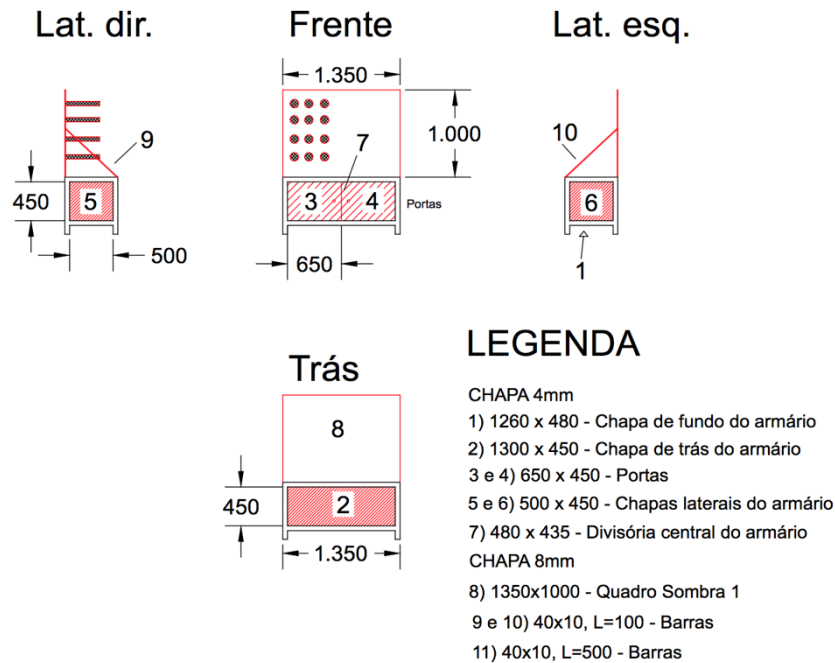 Lat. dir.
Frente
Lat. esq.
1.350
9
7
10
1.000
450
5
3
4
Portas
6
500
650
1
Trás
8
450
2
1.350
LEGENDA
CHAPA 4mm
1) 1260 x 480 - Chapa de fundo do armário
2) 1300 x 450 - Chapa de trás do armário
3 e 4) 650 x 450 - Portas
5 e 6) 500 x 450 - Chapas laterais do armário
7) 480 x 435 - Divisória central do armário
CHAPA 8mm
8) 1350x1000 - Quadro Sombra 1
9 e 10) 40x10, L=100 - Barras
11) 40x10, L=500 - Barras